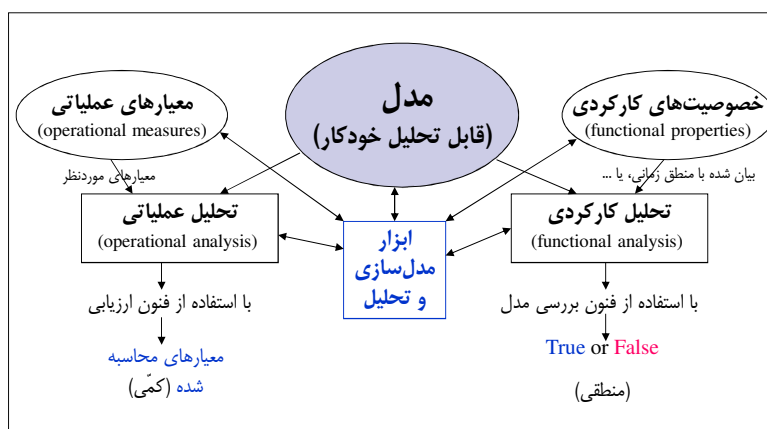 مدل
(قابل تحلیل خودکار)
خصوصیت‌های کارکردی
(functional properties)
معیارهای عملیاتی
(operational measures)
بیان شده با منطق زمانی، یا ...
معیارهای موردنظر
تحلیل کارکردی
(functional analysis)
ابزار
مدل‌سازی
و تحلیل
تحلیل عملیاتی
(operational analysis)
با استفاده از فنون بررسی مدل
با استفاده از فنون ارزیابی
True or False
(منطقی)
معیارهای محاسبه
شده (کمّی)